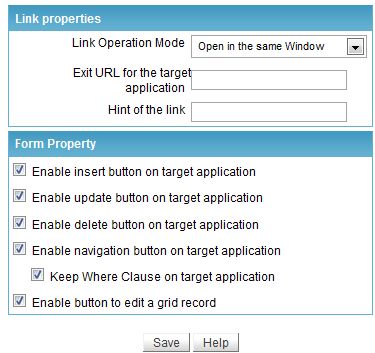 Link properties
Link Operation Mode
Open in the same Window
Exit URL for the target
application
Hint of the link
Form Property
Enable insert button on target application
Enable update button on target application
Enable delete button on target application
Enable navigation button on target application
Keep Where Clause on target application
Enable button to edit a grid record
Save Help